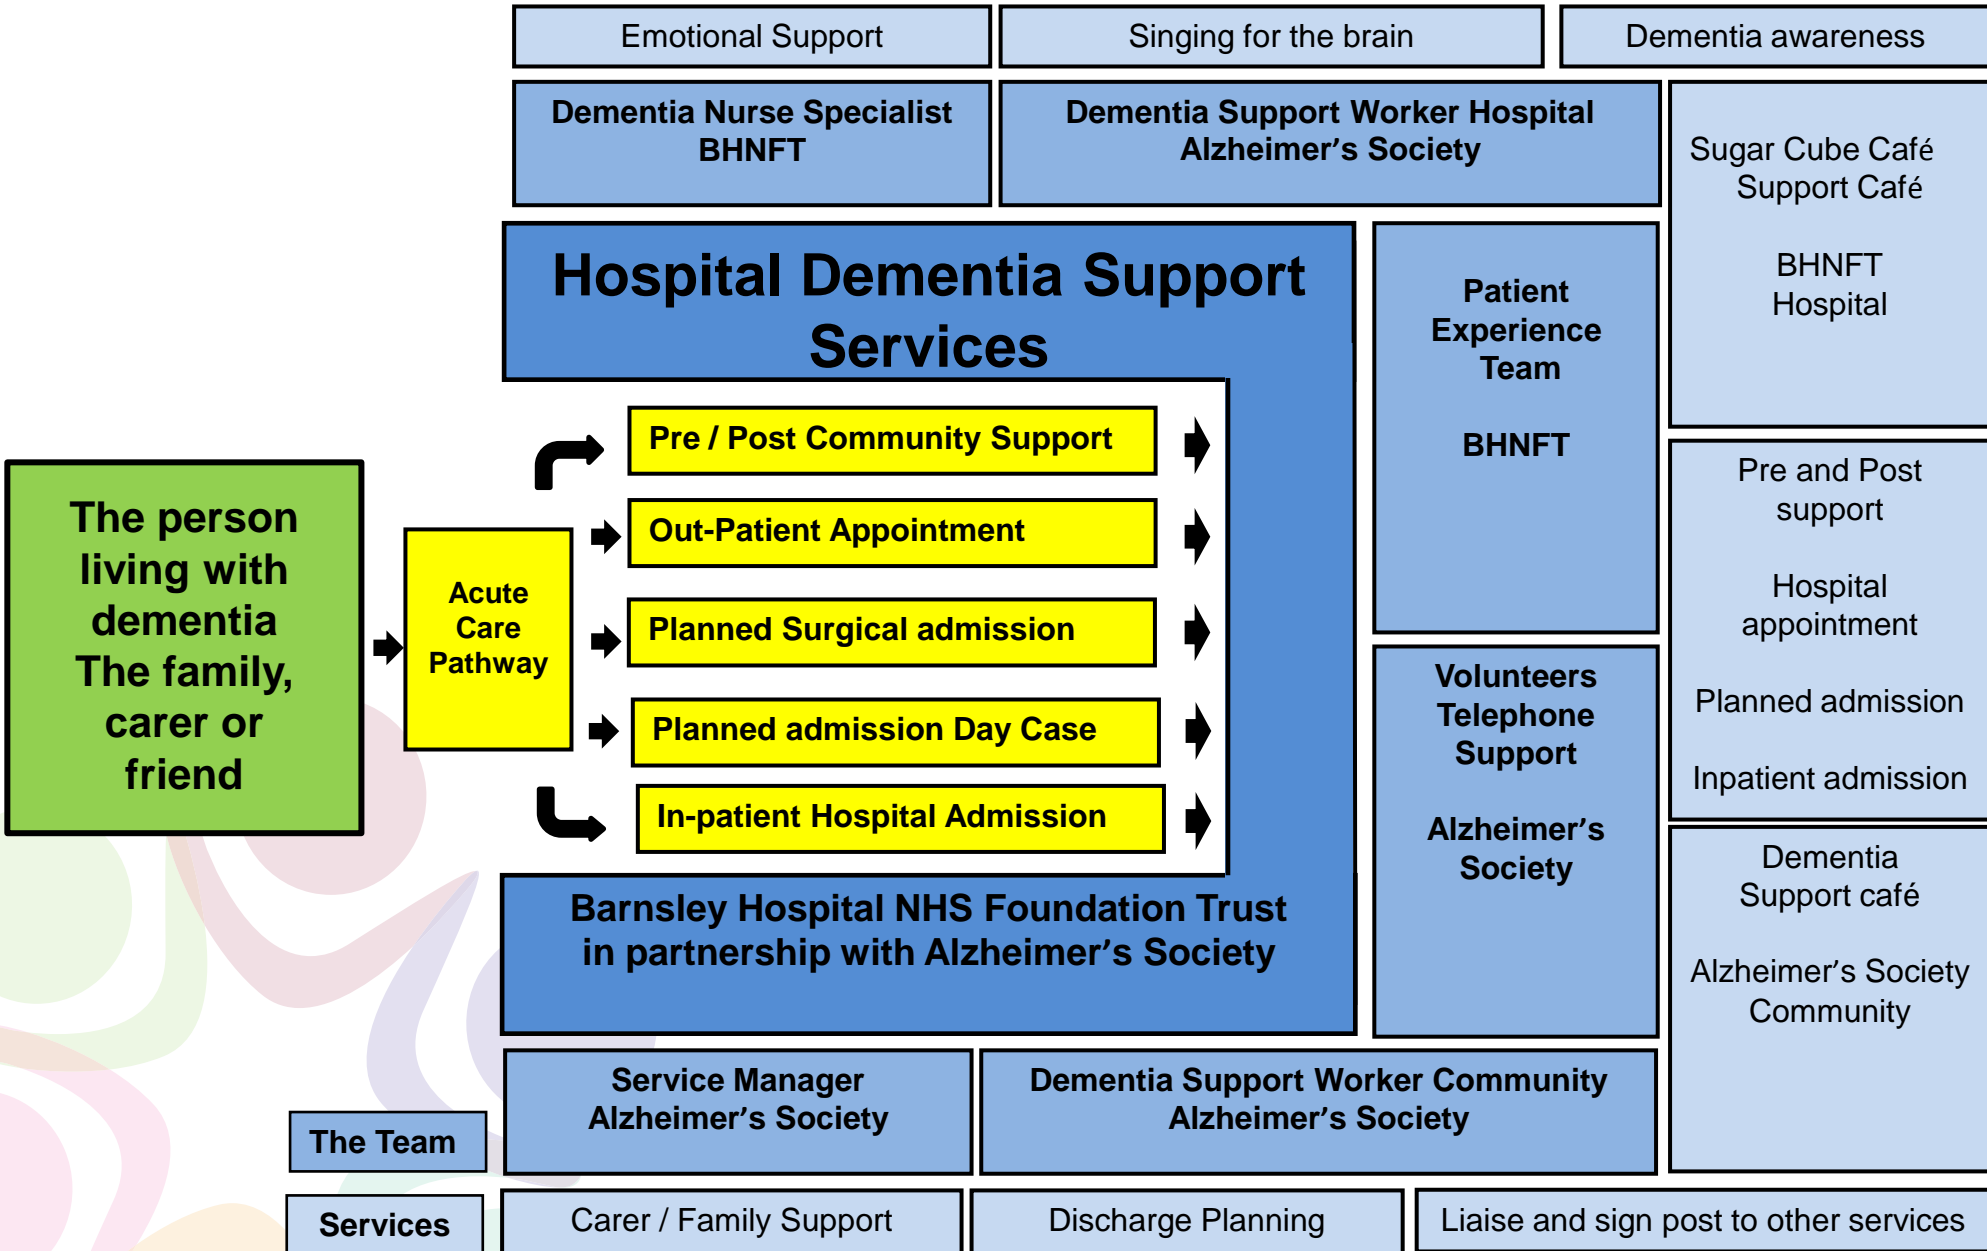 Emotional Support
Singing for the brain
Dementia awareness
Dementia Nurse Specialist
BHNFT
Dementia Support Worker Hospital
Alzheimer's Society
Sugar Cube Café
Support Café
BHNFT
Hospital
Hospital Dementia Support
Services
Patient
Experience
Team
BHNFT
Pre / Post Community Support
Out-Patient Appointment
Planned Surgical admission
Planned admission Day Case
In-patient Hospital Admission
The person
living with
dementia
The family,
carer or
friend
Acute
Care
Pathway
Pre and Post
support
Hospital
appointment
Planned admission
Inpatient admission
Volunteers
Telephone
Support
Alzheimer's
Society
Barnsley Hospital NHS Foundation Trust
in partnership with Alzheimer's Society
Dementia
Support café
Alzheimer's Society
Community
Service Manager
Alzheimer's Society
Dementia Support Worker Community
Alzheimer's Society
The Team
Services
Carer / Family Support
Discharge Planning
Liaise and sign post to other services